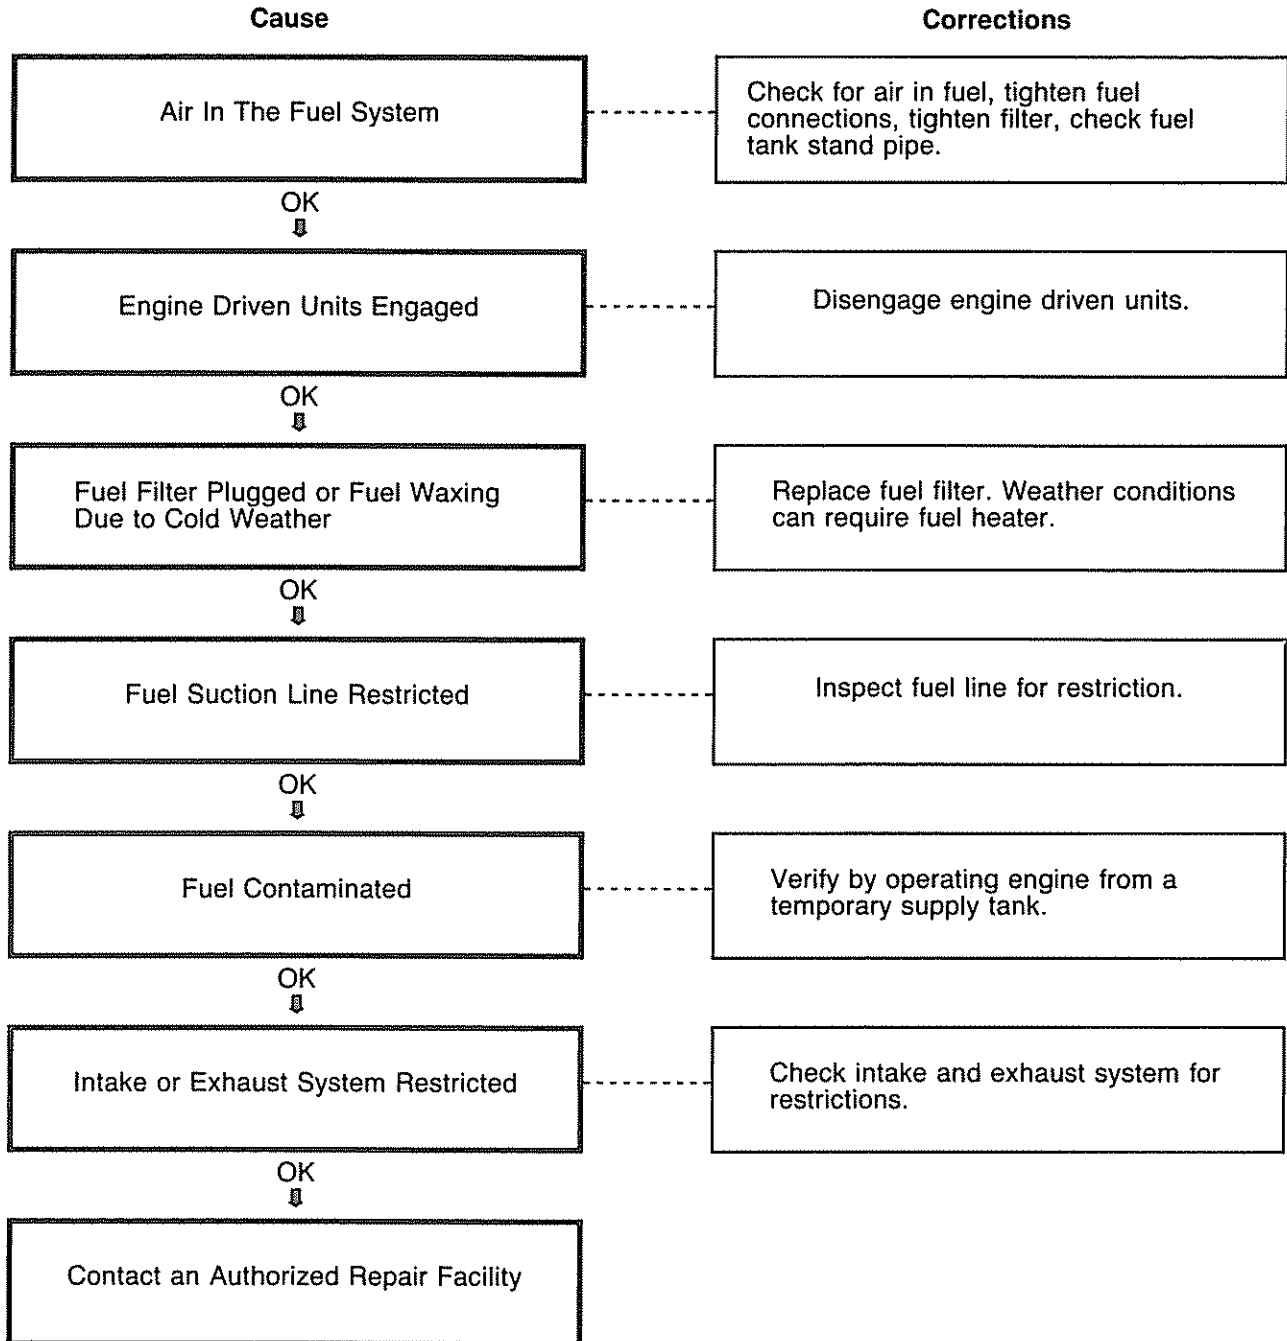 Cause
Corrections
Air In The Fuel System
Check for air in fuel, tighten fuel
connections, tighten filter, check fuel
tank stand pipe.
OK
Engine Driven Units Engaged
Disengage engine driven units.
OK
Fuel Filter Plugged or Fuel Waxing
Due to Cold Weather
Replace fuel filter. Weather conditions
can require fuel heater.
OK
Fuel Suction Line Restricted
Inspect fuel line for restriction.
OK
Fuel Contaminated
Verify by operating engine from a
temporary supply tank.
OK
Intake or Exhaust System Restricted
Check intake and exhaust system for
restrictions.
OK
Contact an Authorized Repair Facility